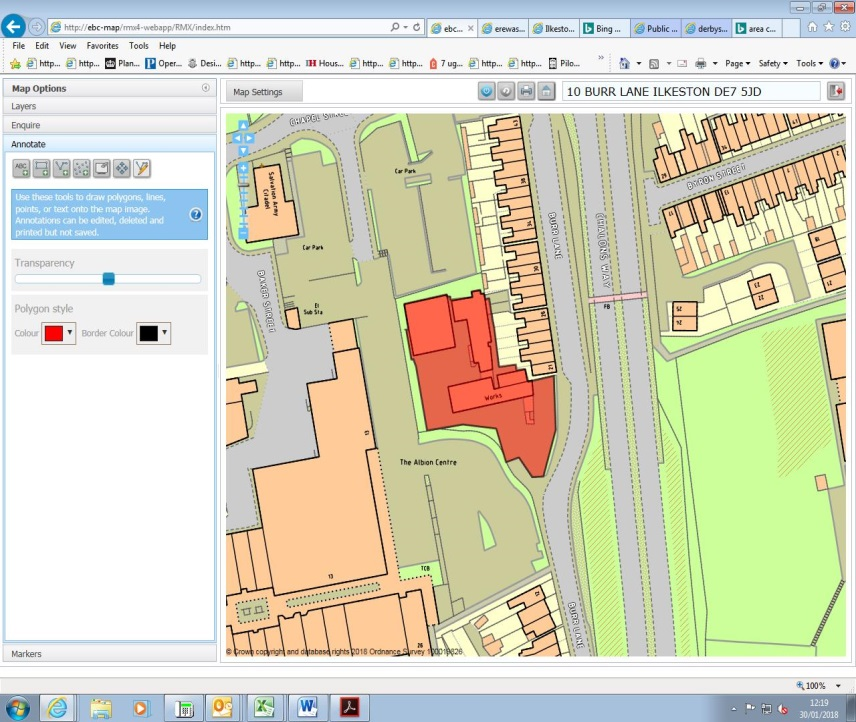 http://ebc-map/rmx4-webapp/RMX/index.htm
ebc...
erewas...
Ilkesto...
Bing ...
Public ...
derbys...
area c...
File Edit View Favorites Tools Help
http... http... Plan... Oper... Desi... http... http... Hous... http... http... 7 ug... http... http... Pilo...
Page Safety Tools
Map Options
Layers
Enquire
Annotate
ABC
Use these tools to draw polygons, lines,
points, or text onto the map image.
Annotations can be edited, deleted and
printed but not saved.
Transparency
Polygon style
Colour Border Colour
Markers
Map Settings
10 BURR LANE ILKESTON DE7 5JD
CHAPEL STREET
Car Park
Salvation Army
Citadel
Car Park
BAKER STREET
El
Sub Sta
BURR LANE
CHALONS WAY
BYRON STREET
FB
Works
The Albion Centre
TCB
13
26
BURR LANE
© Crown copyright and database rights 2018 Ordnance Survey 100019826
100%
12:19
30/01/2018